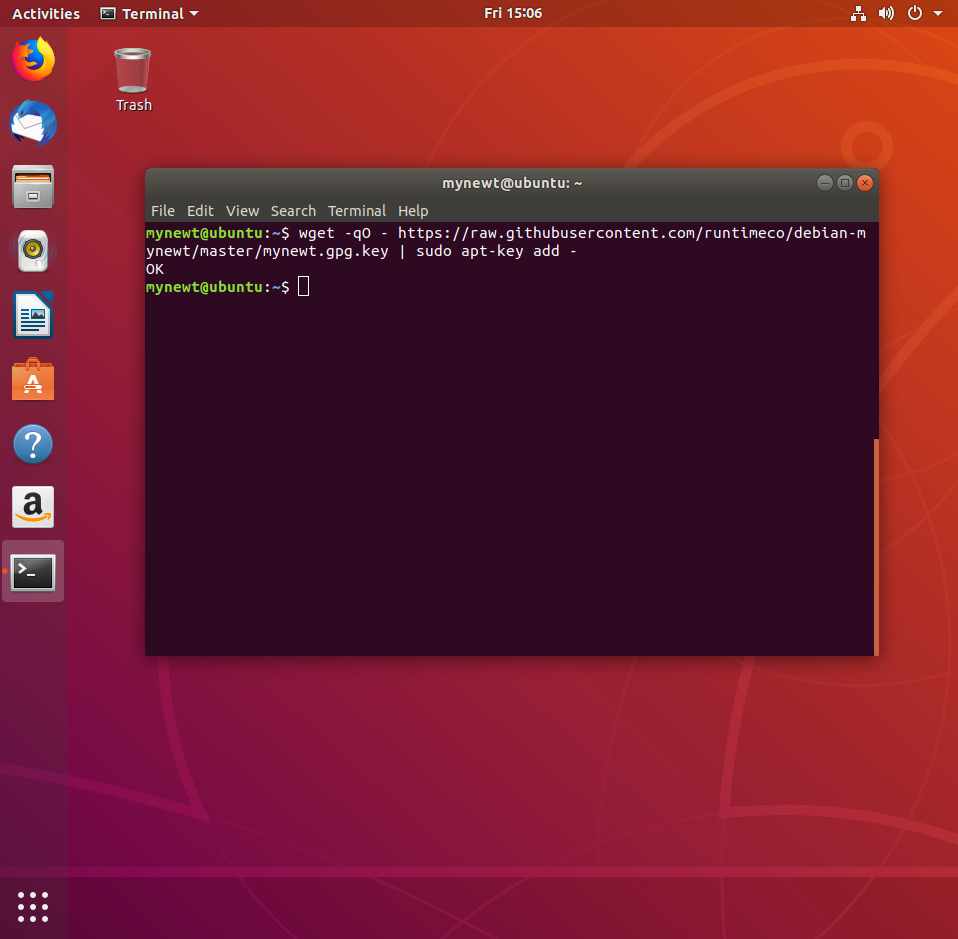 Activities Terminal Fri 15:06
Trash
mynewt@ubuntu: ~
File Edit View Search Terminal Help
mynewt@ubuntu:~$ wget -qO - https://raw.githubusercontent.com/runtimeco/debian-m
ynewt/master/mynewt.gpg.key | sudo apt-key add -
OK
mynewt@ubuntu:~$